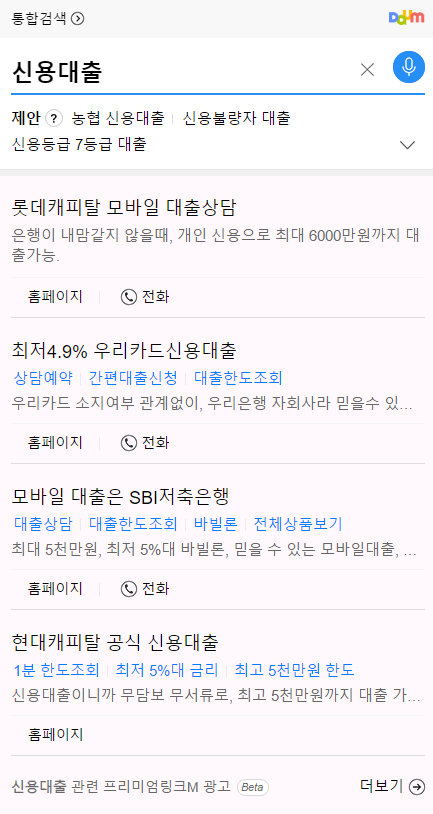 통합검색
Daum
신용대출
제안 ? 농협 신용대출 신용불량자 대출
신용등급 7등급 대출
롯데캐피탈 모바일 대출상담
은행이 내맘같지 않을때, 개인 신용으로 최대 6000만원까지 대
출가능.
홈페이지 전화
최저4.9% 우리카드신용대출
상담예약 간편대출신청 대출한도조회
우리카드 소지여부 관계없이, 우리은행 자회사라 믿을수 있...
홈페이지 전화
모바일 대출은 SBI저축은행
대출상담 대출한도조회 바빌론 전체상품보기
최대 5천만원, 최저 5%대 바빌론, 믿을 수 있는 모바일대출, ...
홈페이지 전화
현대캐피탈 공식 신용대출
1분 한도조회 최저 5%대 금리 최고 5천만원 한도
신용대출이니까 무담보 무서류로, 최고 5천만원까지 대출 가...
홈페이지
신용대출 관련 프리미엄링크M 광고 Beta 더보기